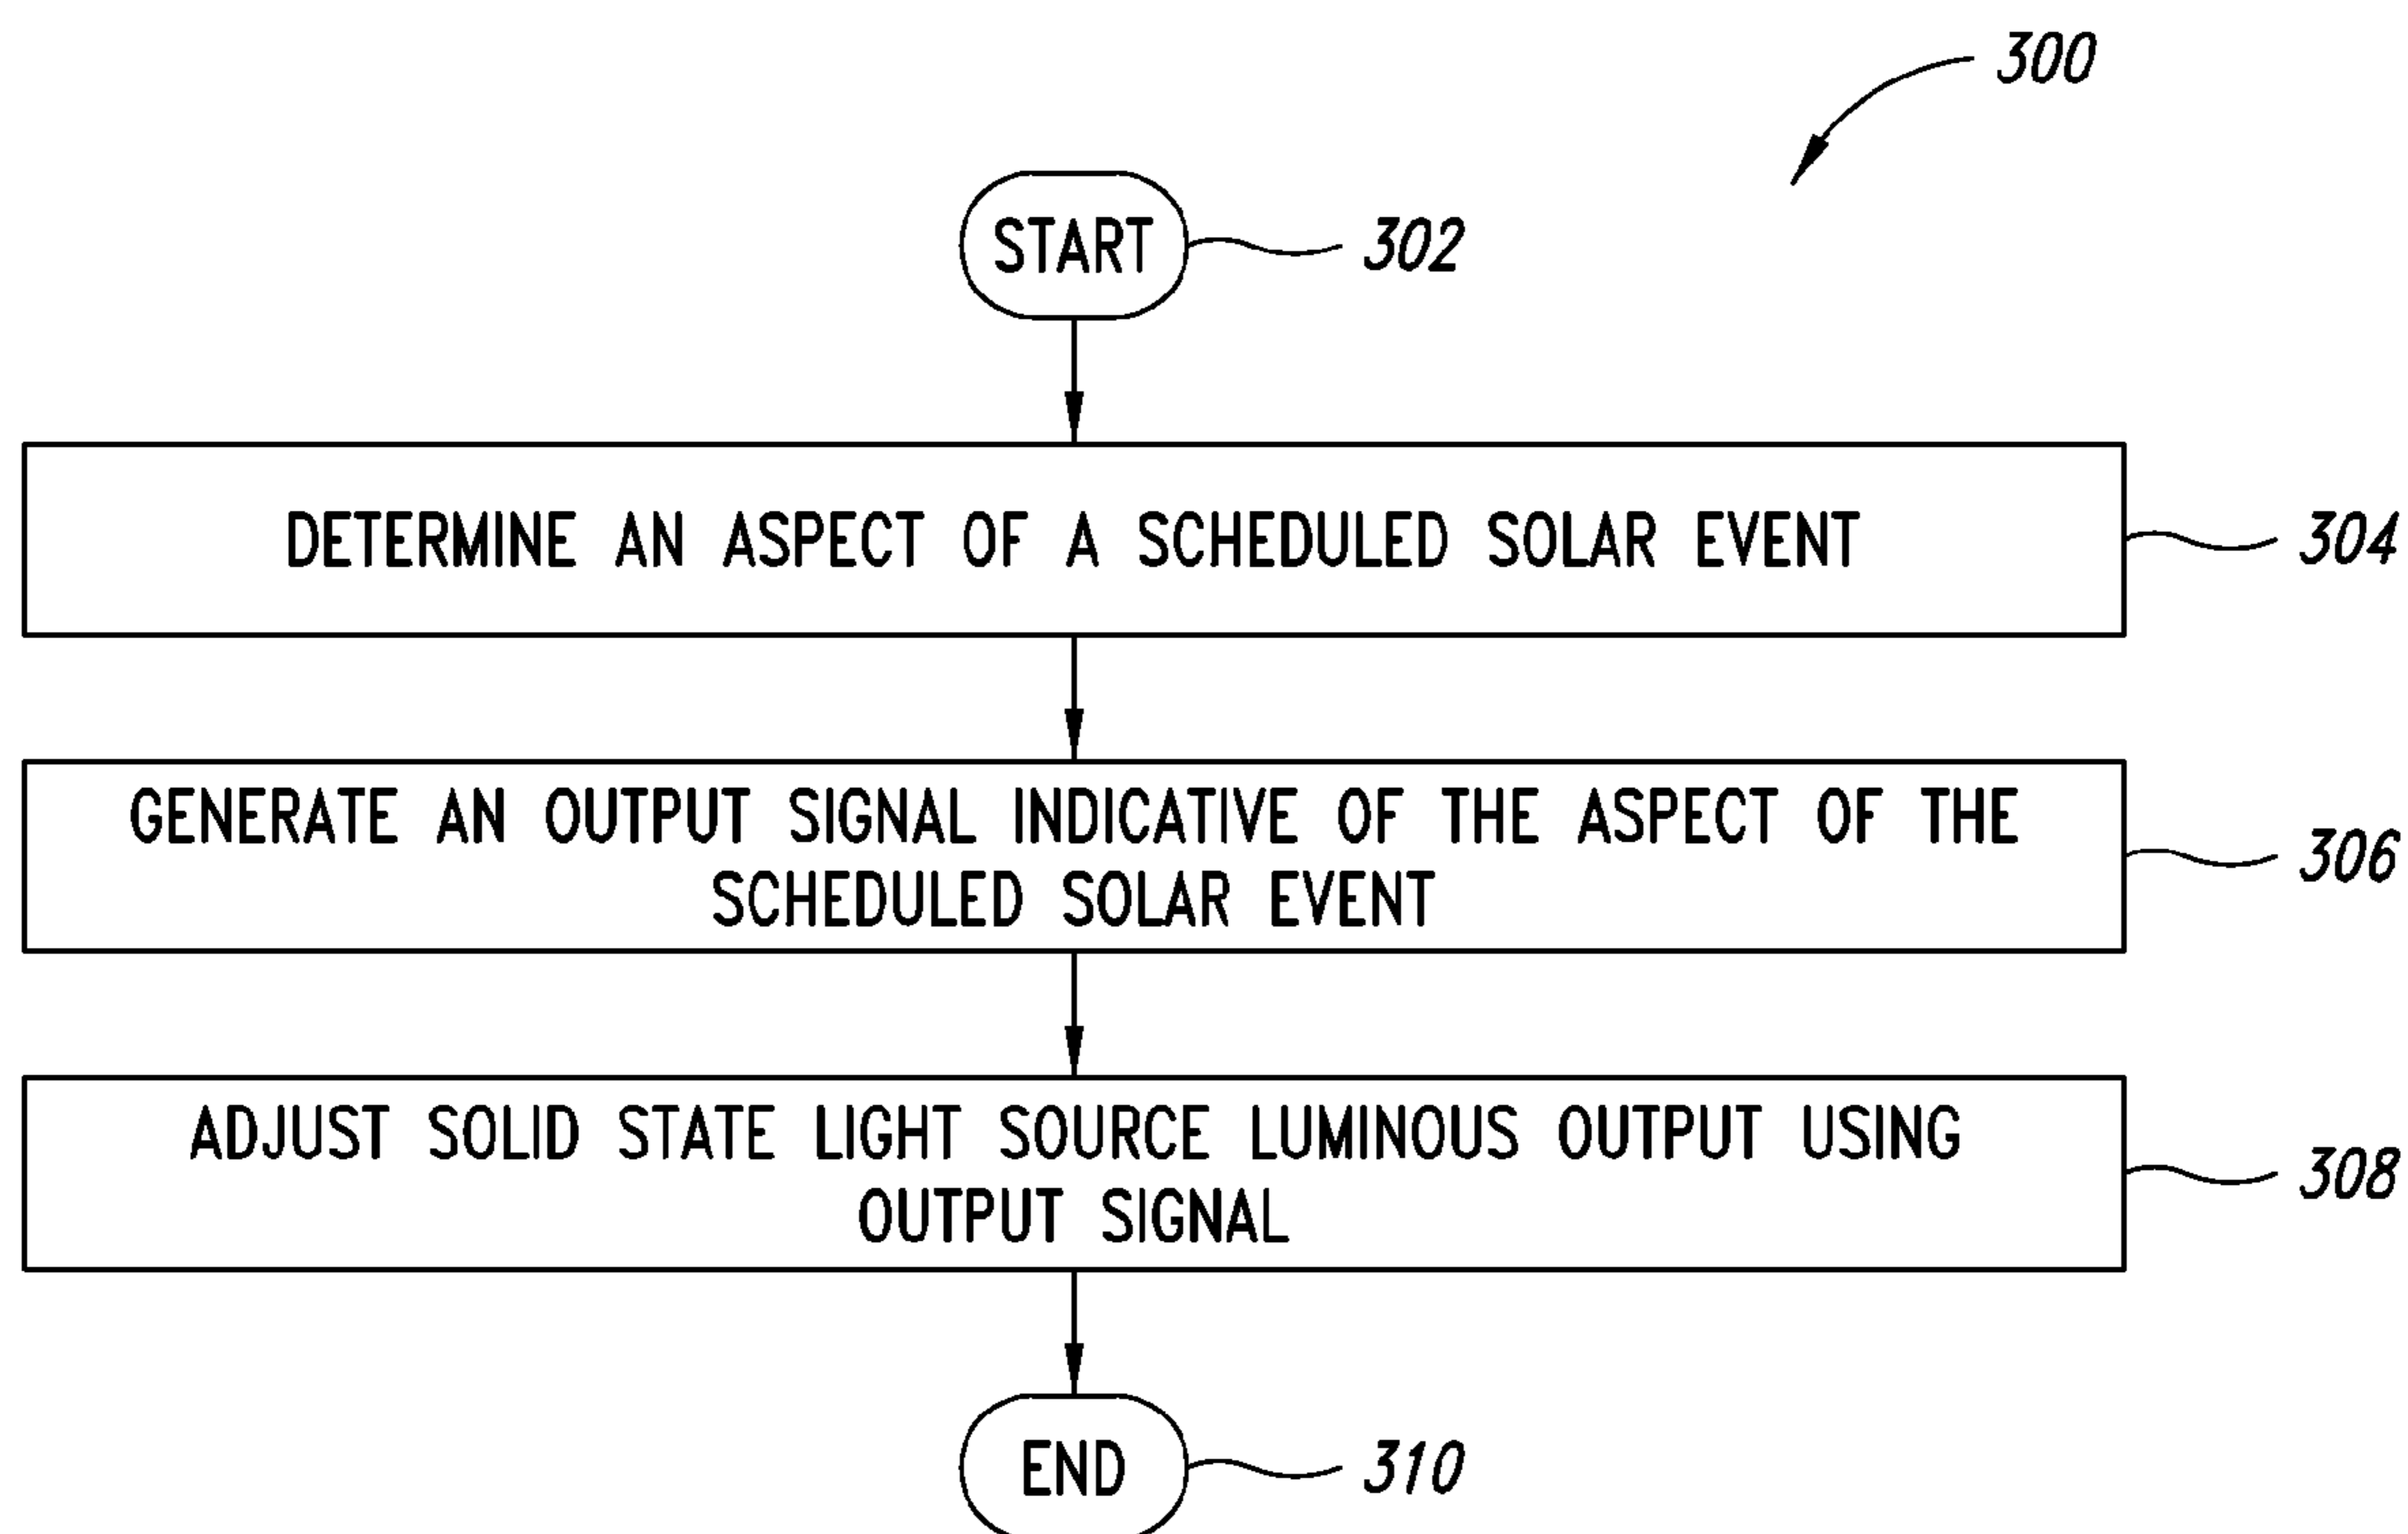 300
START
302
DETERMINE AN ASPECT OF A SCHEDULED SOLAR EVENT
304
GENERATE AN OUTPUT SIGNAL INDICATIVE OF THE ASPECT OF THE
SCHEDULED SOLAR EVENT
306
ADJUST SOLID STATE LIGHT SOURCE LUMINOUS OUTPUT USING
OUTPUT SIGNAL
308
END
310